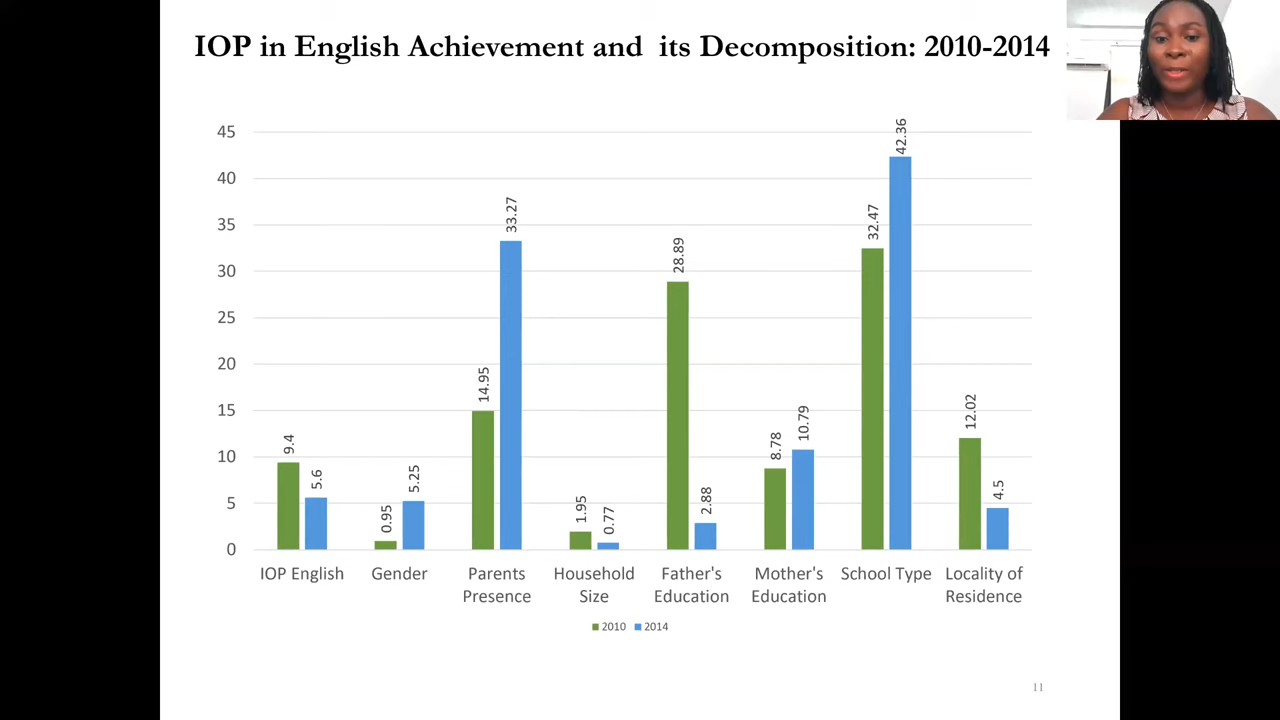 IOP in English Achievement and its Decomposition: 2010-2014
45
40
35
30
25
20
15
10
5
0
9.4
5.6
0.95
5.25
14.95
33.27
1.95
0.77
28.89
2.88
8.78
10.79
32.47
42.36
12.02
4.5
IOP English
Gender
Parents
Presence
Household
Size
Father's
Education
Mother's
Education
School Type
Locality of
Residence
2010 2014
11